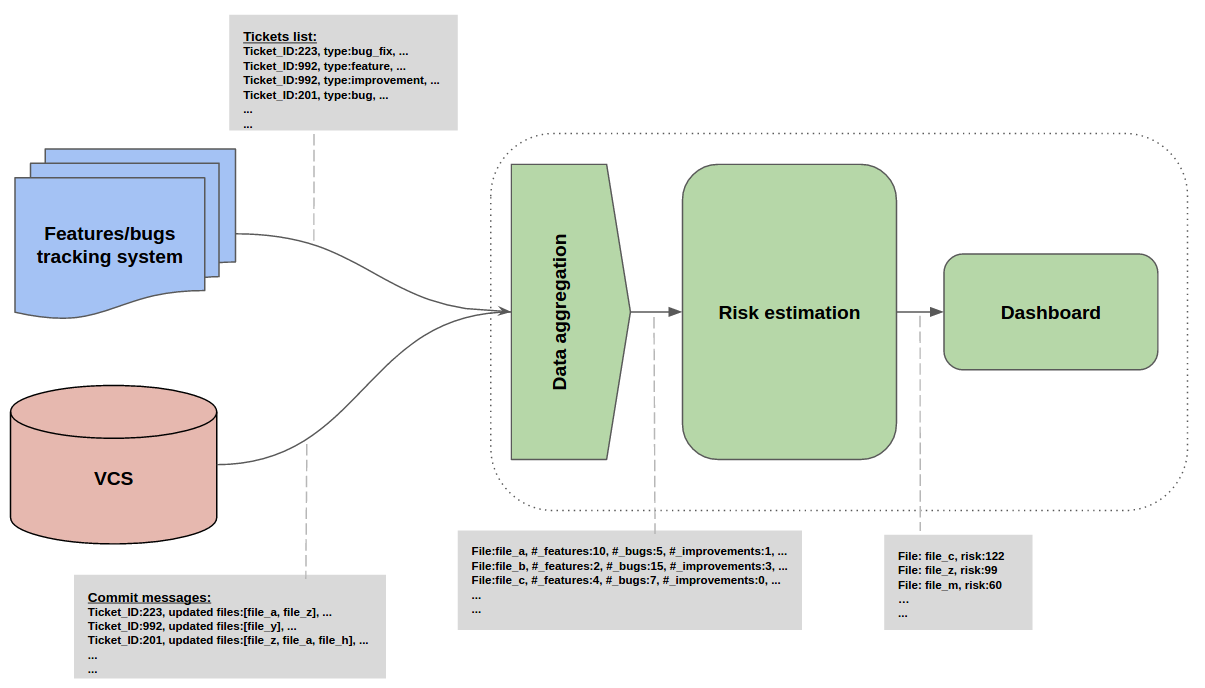 Tickets list:
Ticket_ID:223, type:bug_fix, ...
Ticket_ID:992, type:feature, ...
Ticket_ID:992, type:improvement, ...
Ticket_ID:201, type:bug, ...
...
...
Features/bugs
tracking system
Data aggregation
Risk estimation
Dashboard
VCS
Commit messages:
Ticket_ID:223, updated files:[file_a, file_z], ...
Ticket_ID:992, updated files:[file_y], ...
Ticket_ID:201, updated files:[file_z, file_a, file_h], ...
...
...
File:file_a, #_features:10, #_bugs:5, #_improvements:1, ...
File:file_b, #_features:2, #_bugs:15, #_improvements:3, ...
File:file_c, #_features:4, #_bugs:7, #_improvements:0, ...
...
...
File: file_c, risk:122
File: file_z, risk:99
File: file_m, risk:60
…
...